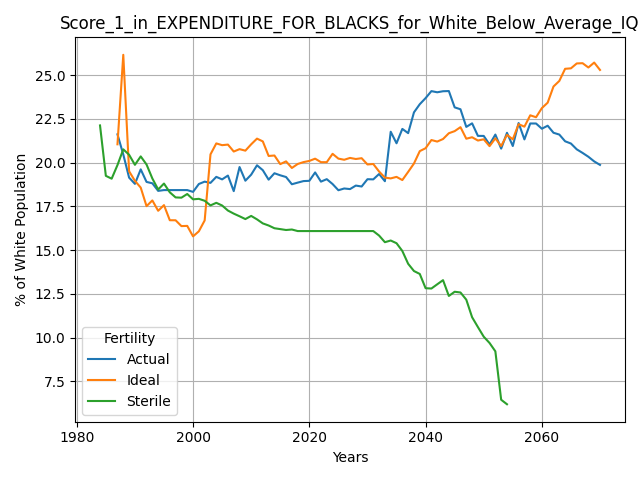 Score_1_in_EXPENDITURE_FOR_BLACKS_for_White_Below_Average_IQ
% of White Population
25.0
22.5
20.0
17.5
15.0
12.5
10.0
7.5
Fertility
Actual
Ideal
Sterile
1980 2000 2020 2040 2060
Years